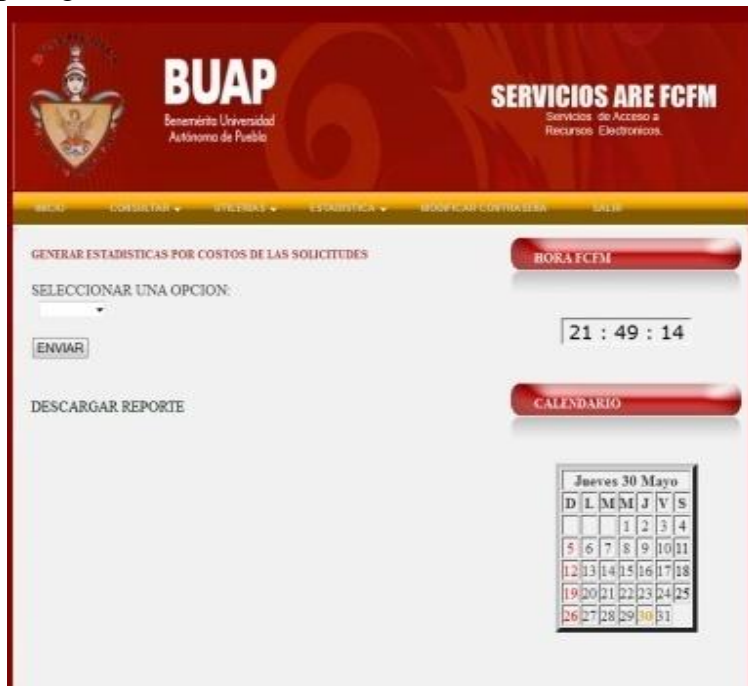 BUAP
Benemérita Universidad
Autónoma de Puebla
SERVICIOS ARE FCFM
Servicios de Acceso a
Recursos Electronicos.
INICIO CONSULTAR UTILERIAS ESTADISTICA MODIFICAR CONTRASEÑA SALIR
GENERAR ESTADISTICAS POR COSTOS DE LAS SOLICITUDES
SELECCIONAR UNA OPCION:
ENVIAR
DESCARGAR REPORTE
HORA FCFM
21 : 49 : 14
CALENDARIO
Jueves 30 Mayo
D L M M J V S
1 2 3 4
5 6 7 8 9 10 11
12 13 14 15 16 17 18
19 20 21 22 23 24 25
26 27 28 29 30 31